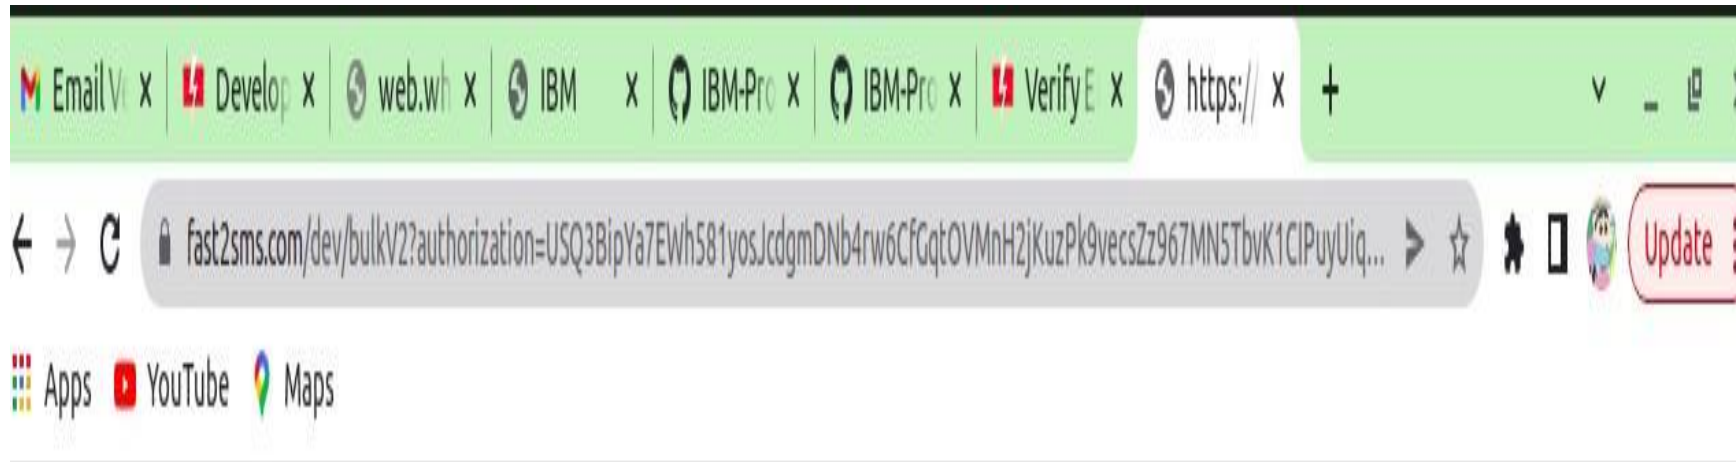 Email V × Develop × web.wh × IBM × IBM-Pro × IBM-Pro × Verify E × https:// × +
fast2sms.com/dev/bulkV2?authorization=USQ3BipYa7EWh581yosJcdgmDNb4rw6CfGqtOVMnH2jKuzPk9vecsZz967MN5TbvK1CIPuyUiq... Update
Apps YouTube Maps